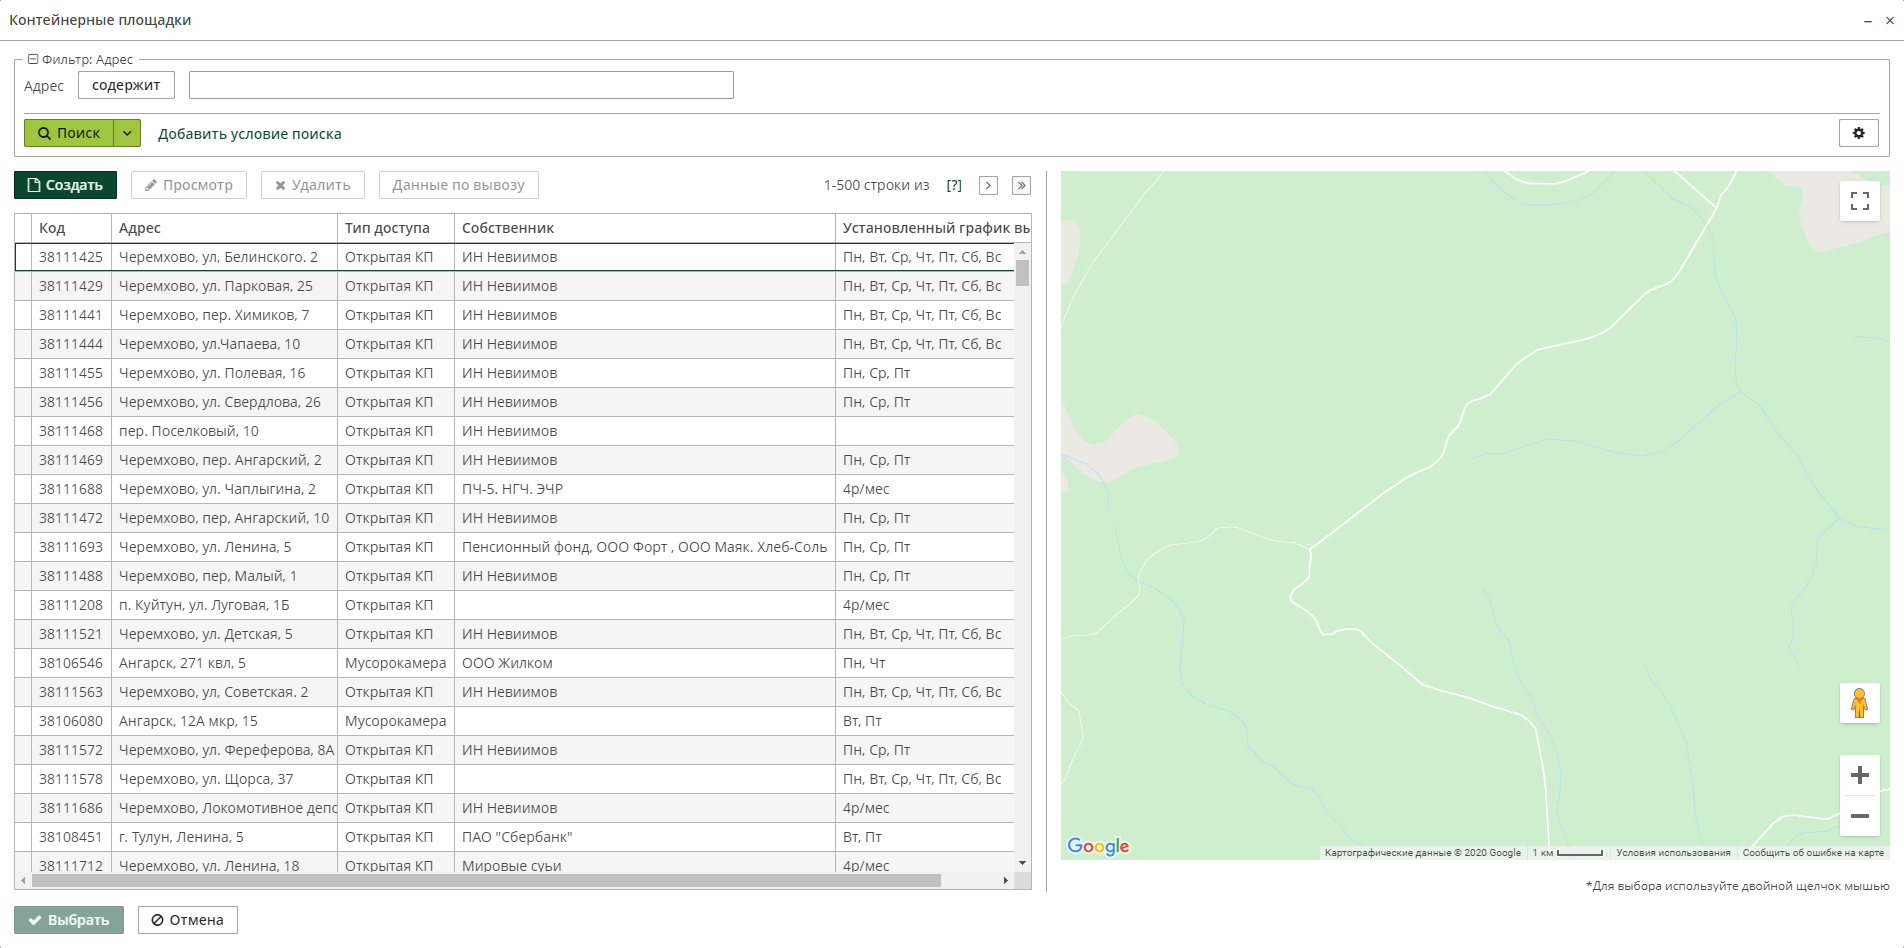 Контейнерные площадки
Фильтр: Адрес
Адрес содержит
Поиск Добавить условие поиска
Создать Просмотр Удалить Данные по вывозу 1-500 строки из [?]
Код Адрес Тип доступа Собственник Установленный график вы
38111425 Черемхово, ул, Белинского. 2 Открытая КП ИН Невиимов Пн, Вт, Ср, Чт, Пт, Сб, Вс
38111429 Черемхово, ул. Парковая, 25 Открытая КП ИН Невиимов Пн, Вт, Ср, Чт, Пт, Сб, Вс
38111441 Черемхово, пер. Химиков, 7 Открытая КП ИН Невиимов Пн, Вт, Ср, Чт, Пт, Сб, Вс
38111444 Черемхово, ул.Чапаева, 10 Открытая КП ИН Невиимов Пн, Вт, Ср, Чт, Пт, Сб, Вс
38111455 Черемхово, ул. Полевая, 16 Открытая КП ИН Невиимов Пн, Ср, Пт
38111456 Черемхово, ул. Свердлова, 26 Открытая КП ИН Невиимов Пн, Ср, Пт
38111468 пер. Поселковый, 10 Открытая КП ИН Невиимов
38111469 Черемхово, пер. Ангарский, 2 Открытая КП ИН Невиимов Пн, Ср, Пт
38111688 Черемхово, ул. Чаплыгина, 2 Открытая КП ПЧ-5. НГЧ. ЭЧР 4р/мес
38111472 Черемхово, пер, Ангарский, 10 Открытая КП ИН Невиимов Пн, Ср, Пт
38111693 Черемхово, ул. Ленина, 5 Открытая КП Пенсионный фонд, ООО Форт , ООО Маяк. Хлеб-Соль Пн, Ср, Пт
38111488 Черемхово, пер, Малый, 1 Открытая КП ИН Невиимов Пн, Ср, Пт
38111208 п. Куйтун, ул. Луговая, 1Б Открытая КП 4р/мес
38111521 Черемхово, ул. Детская, 5 Открытая КП ИН Невиимов Пн, Вт, Ср, Чт, Пт, Сб, Вс
38106546 Ангарск, 271 квл, 5 Мусорокамера ООО Жилком Пн, Чт
38111563 Черемхово, ул, Советская. 2 Открытая КП ИН Невиимов Пн, Вт, Ср, Чт, Пт, Сб, Вс
38106080 Ангарск, 12А мкр, 15 Мусорокамера Вт, Пт
38111572 Черемхово, ул. Фереферова, 8А Открытая КП ИН Невиимов Пн, Ср, Пт
38111578 Черемхово, ул. Щорса, 37 Открытая КП Пн, Вт, Ср, Чт, Пт, Сб, Вс
38111686 Черемхово, Локомотивное депо Открытая КП ИН Невиимов 4р/мес
38108451 г. Тулун, Ленина, 5 Открытая КП ПАО "Сбербанк" Вт, Пт
38111712 Черемхово, ул. Ленина, 18 Открытая КП Мировые суьи 4р/мес
Google
Картографические данные © 2020 Google 1 км Условия использования Сообщить об ошибке на карте
*Для выбора используйте двойной щелчок мышью
Выбрать Отмена